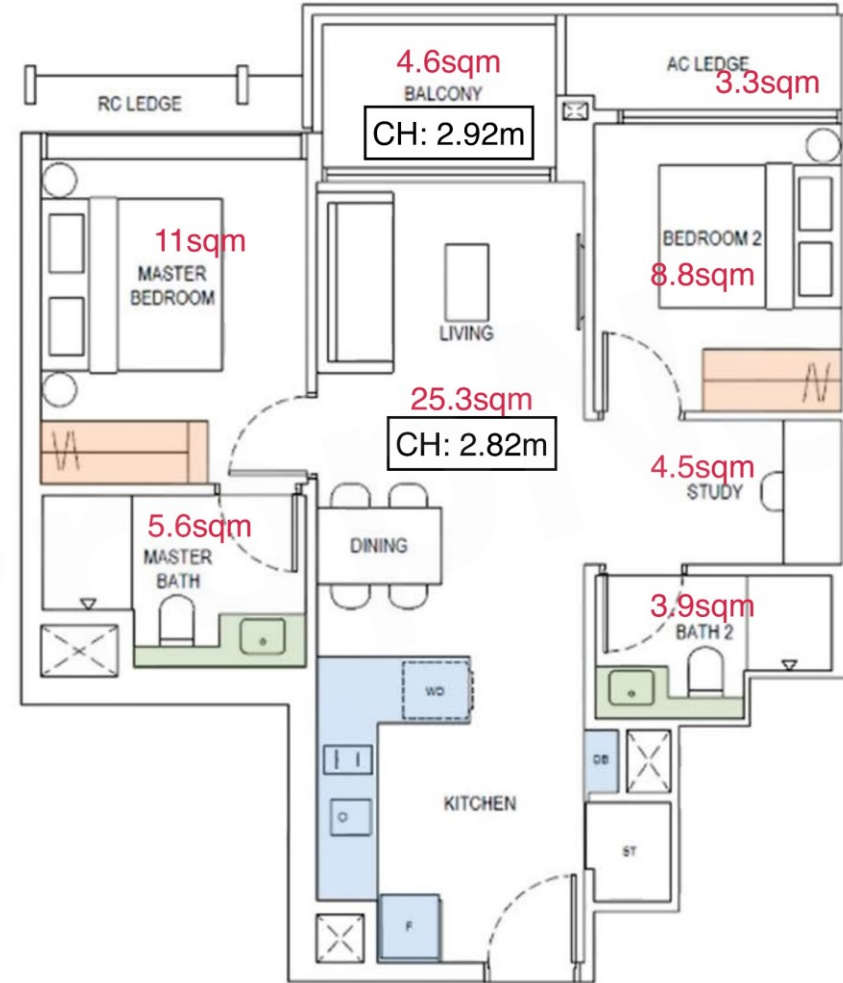 4.6sqm
BALCONY
CH: 2.92m
AC LEDGE
3.3sqm
RC LEDGE
11sqm
MASTER
BEDROOM
BEDROOM 2
8.8sqm
LIVING
25.3sqm
CH: 2.82m
4.5sqm
STUDY
5.6sqm
MASTER
BATH
DINING
3.9sqm
BATH 2
WD
DB
KITCHEN
ST
F